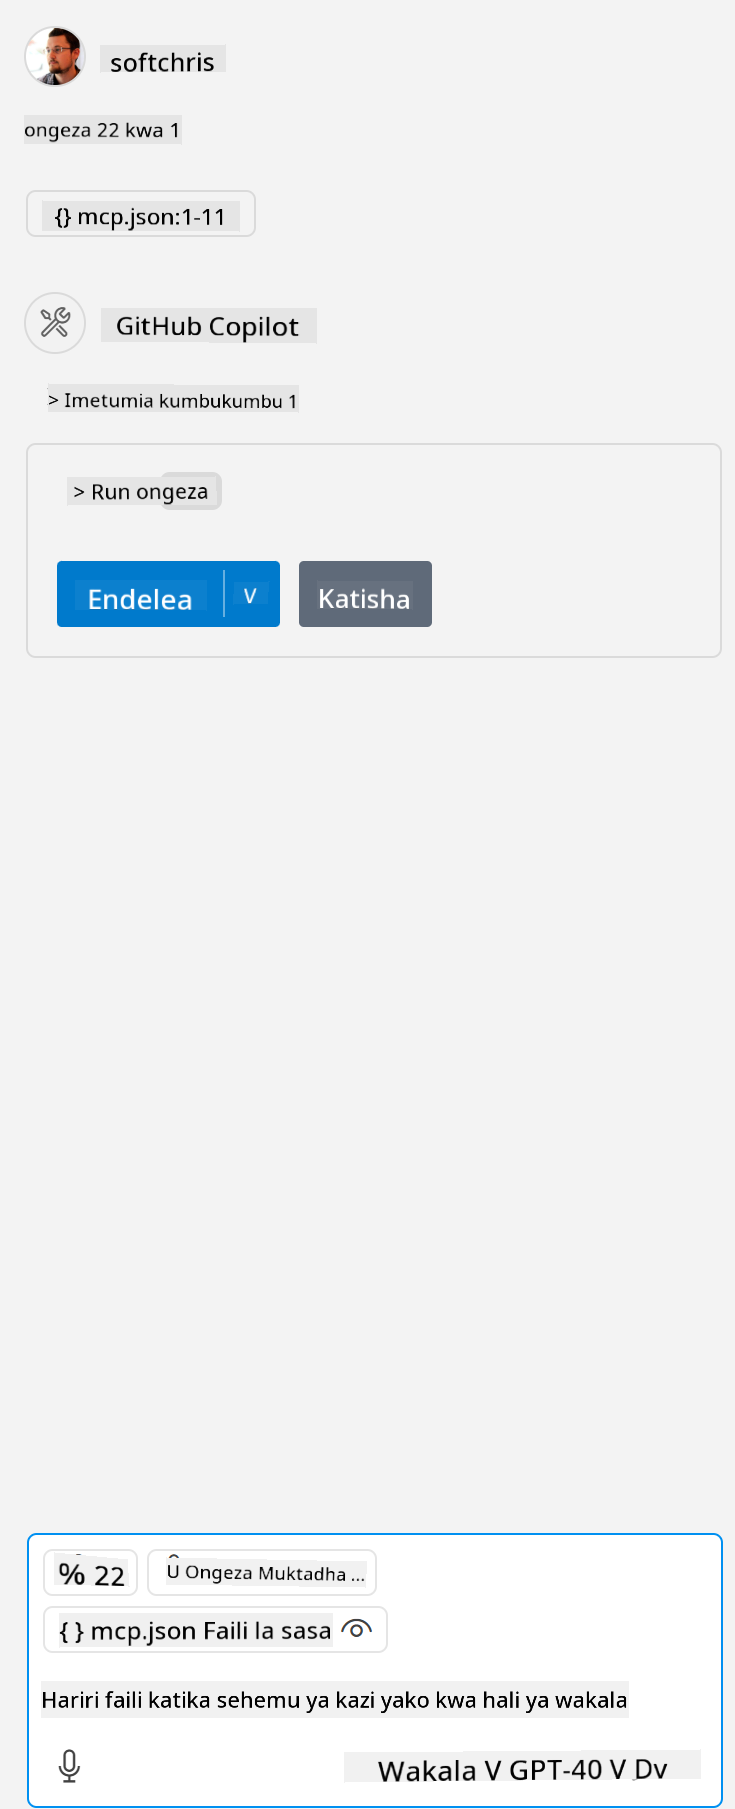 softchris
ongeza 22 kwa 1
{} mcp.json:1-11
GitHub Copilot
> Imetumia kumbukumbu 1
> Run ongeza
Endelea V
Katisha
% 22
U Ongeza Muktadha ...
{ } mcp.json Faili la sasa
Hariri faili katika sehemu ya kazi yako kwa hali ya wakala
Wakala V GPT-40 V Dv